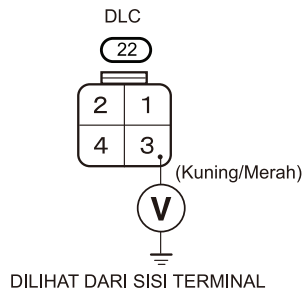 DLC
22
2 1
4 3
(Kuning/Merah)
V
DILIHAT DARI SISI TERMINAL